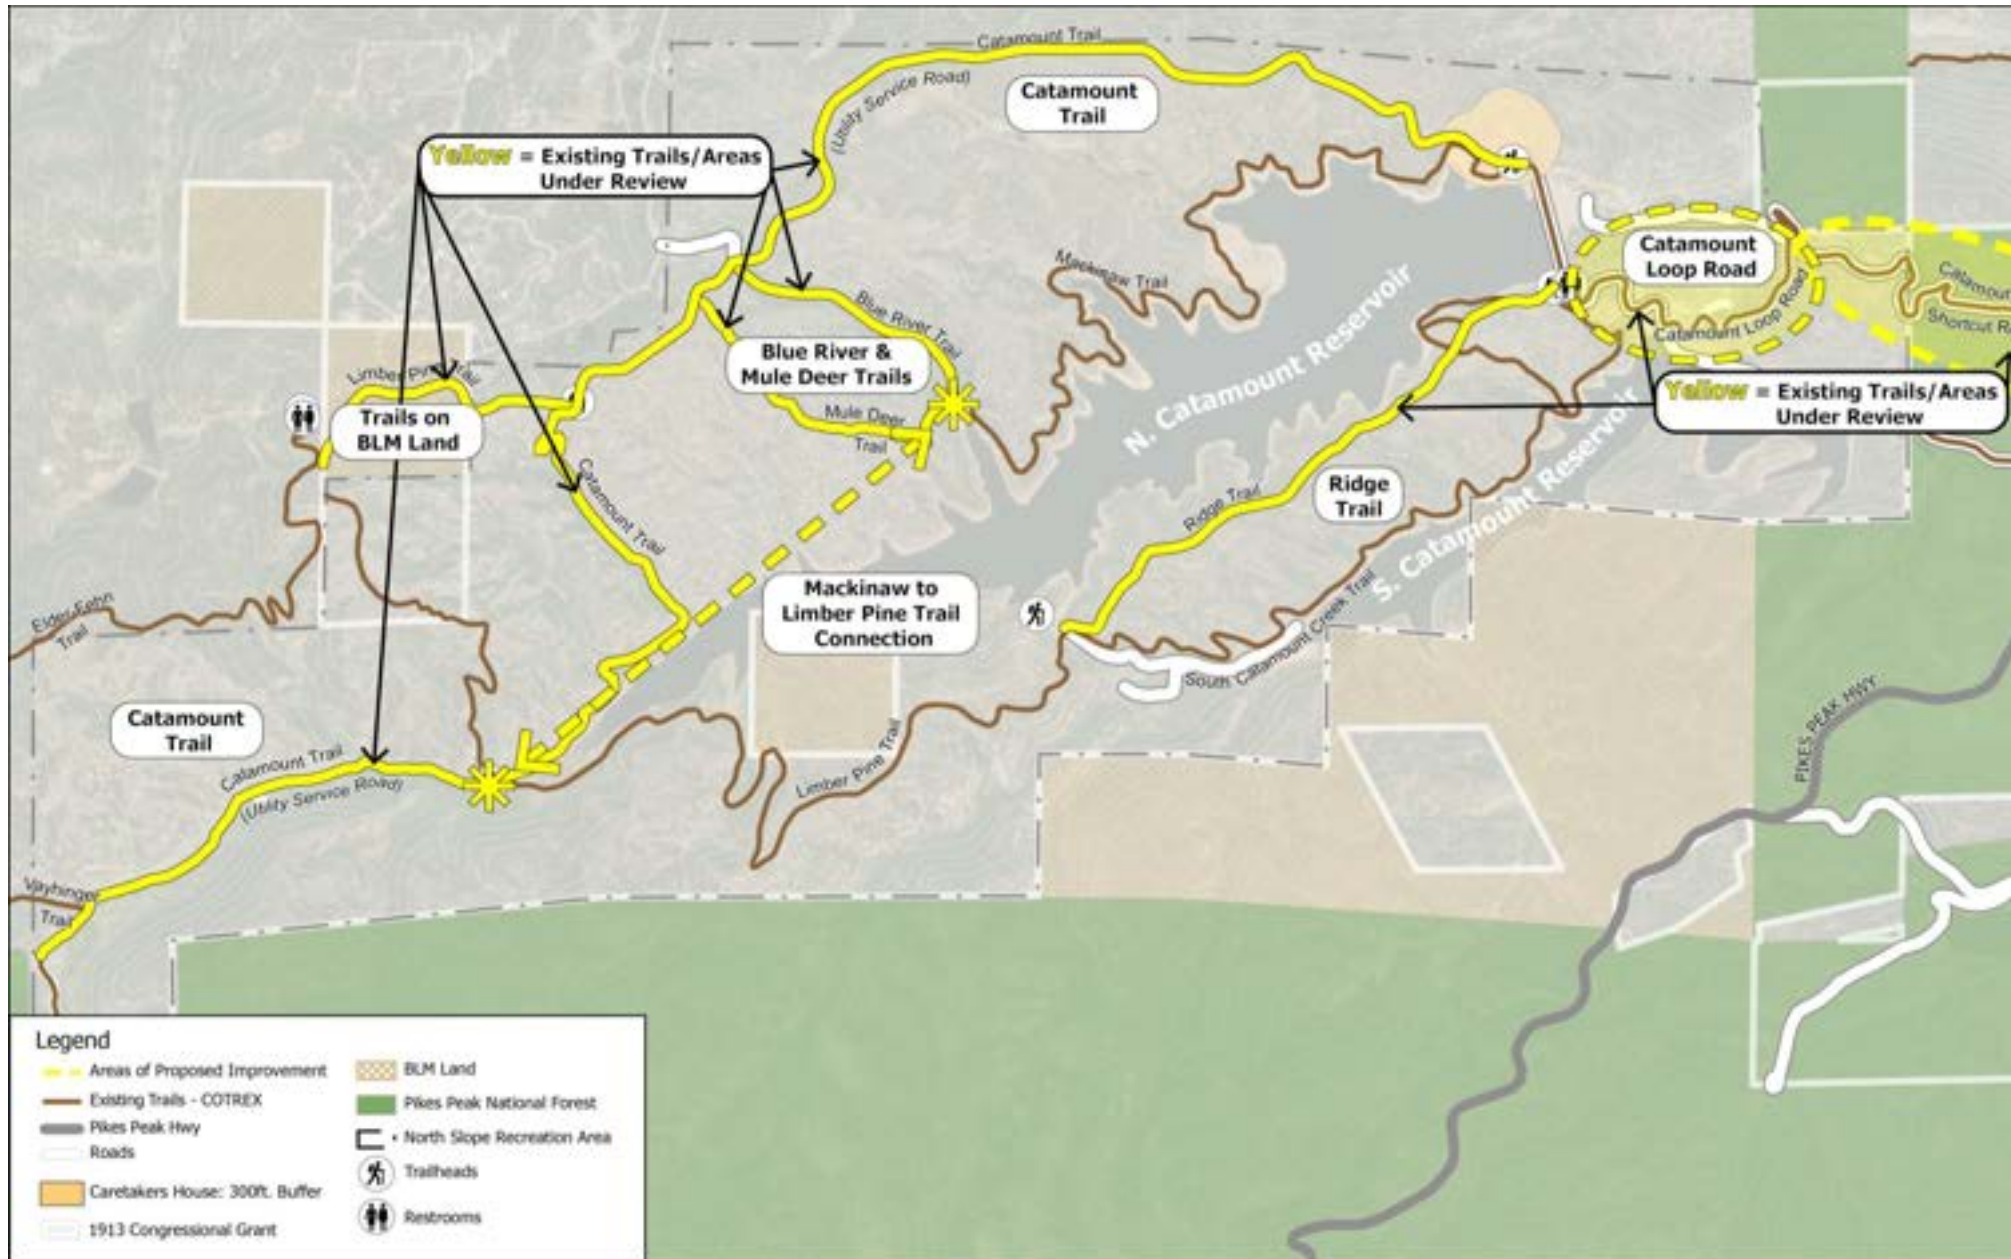 Catamount Trail
(Utility Service Road)
Catamount
Trail
Yellow = Existing Trails/Areas
Under Review
Mackinaw Trail
Catamount
Loop Road
Catamount Loop Road
Catamou
Shortcut R
Blue River Trail
Blue River &
Mule Deer Trails
Limber Pine Trail
Trails on
BLM Land
Mule Deer
Trail
N. Catamount Reservoir
Yellow = Existing Trails/Areas
Under Review
Catamount Trail
Ridge Trail
Ridge
Trail
S. Catamount Reservoir
Mackinaw to
Limber Pine Trail
Connection
Elder-Fehn
Trail
South Catamount Creek Trail
Catamount
Trail
Catamount Trail
(Utility Service Road)
Limber Pine Trail
PIKES PEAK HWY
Vayhinger
Trail
Legend
Areas of Proposed Improvement
Existing Trails - COTREX
Pikes Peak Hwy
Roads
Caretakers House: 300ft. Buffer
1913 Congressional Grant
BLM Land
Pikes Peak National Forest
North Slope Recreation Area
Trailheads
Restrooms